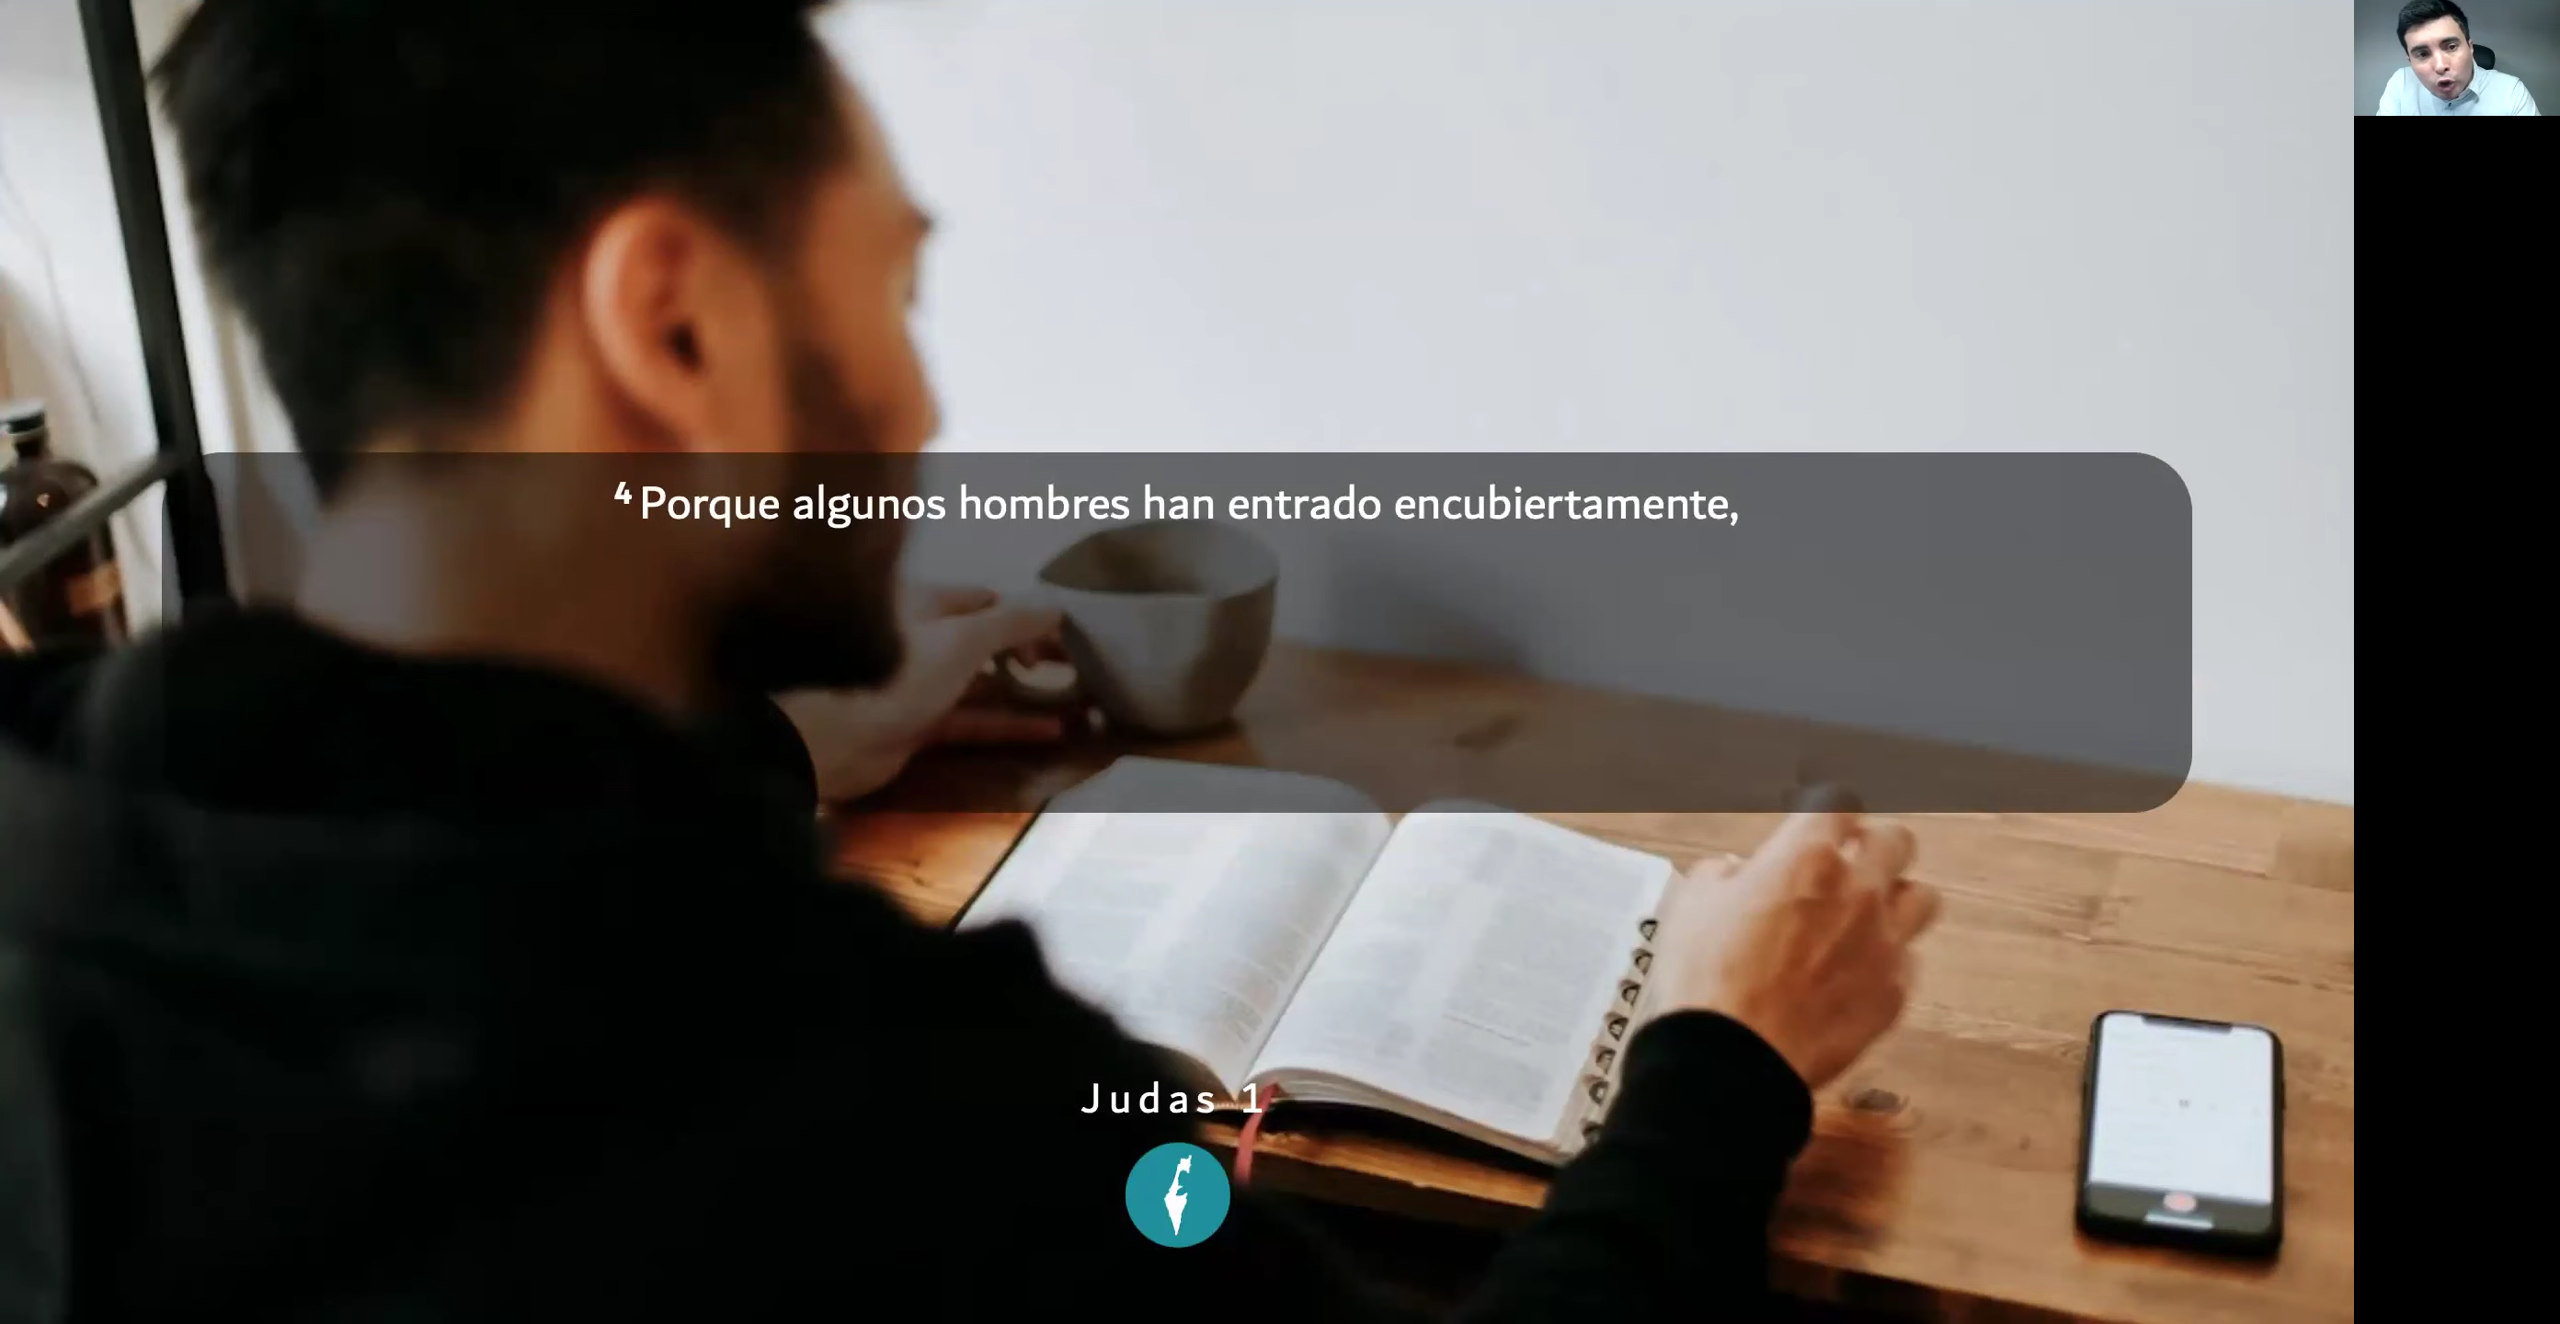 ⁴ Porque algunos hombres han entrado encubiertamente,
Judas 1